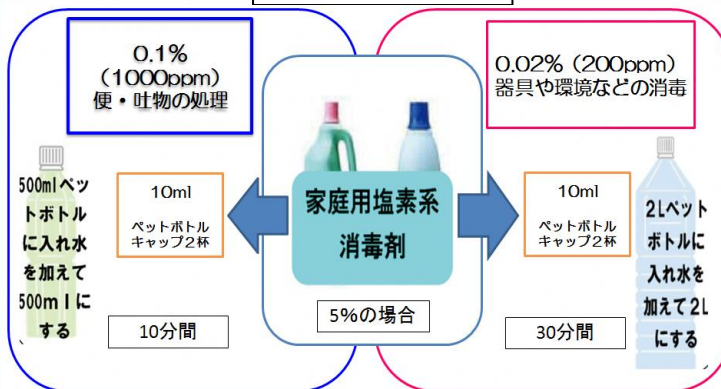 0.1%
（1000ppm）
便・吐物の処理
500mlペッ
トボトル
に入れ水
を加えて
500mlに
する
10ml
ペットボトル
キャップ2杯
10分間
家庭用塩素系
消毒剤
5%の場合
0.02%（200ppm）
器具や環境などの消毒
10ml
ペットボトル
キャップ2杯
30分間
2Lペット
ボトルに
入れ水を
加えて2L
にする